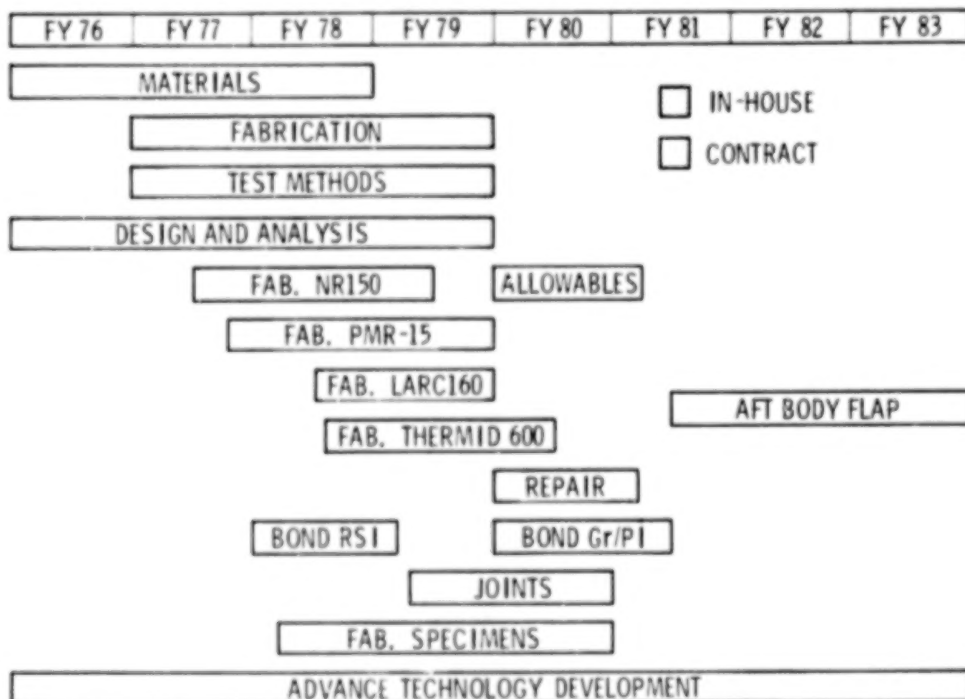 FY 76 FY 77 FY 78 FY 79 FY 80 FY 81 FY 82 FY 83
MATERIALS
IN-HOUSE
FABRICATION
CONTRACT
TEST METHODS
DESIGN AND ANALYSIS
FAB. NR150 ALLOWABLES
FAB. PMR-15
FAB. LARC160
AFT BODY FLAP
FAB. THERMID 600
REPAIR
BOND RSI BOND Gr/PI
JOINTS
FAB. SPECIMENS
ADVANCE TECHNOLOGY DEVELOPMENT